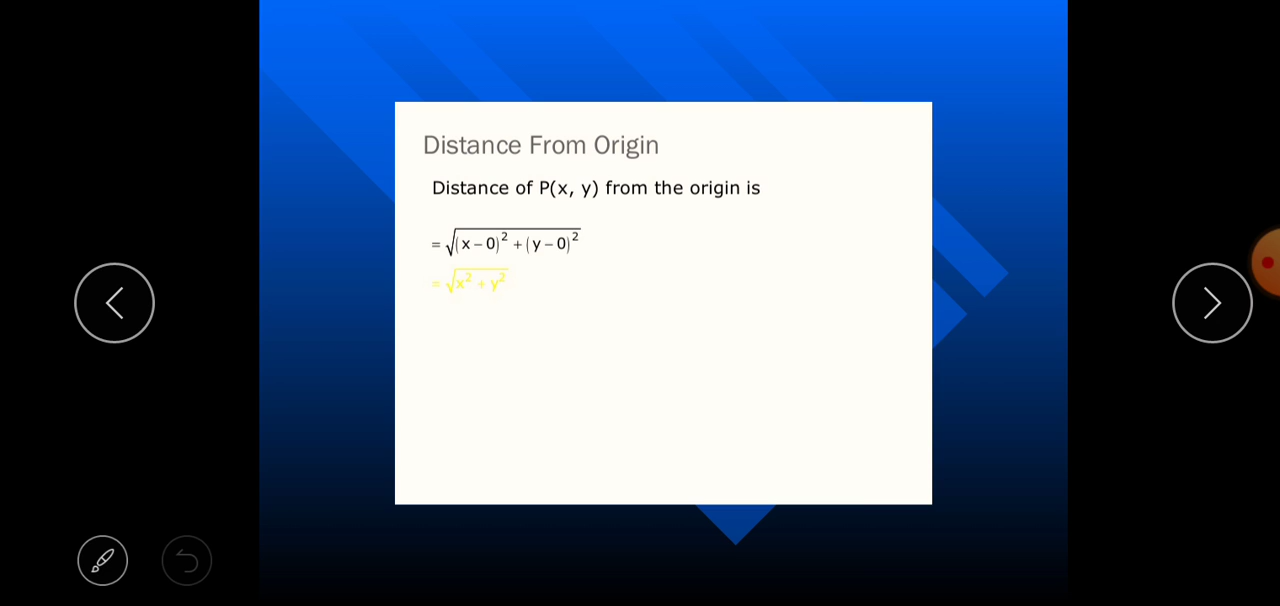 Distance From Origin
Distance of P(x, y) from the origin is
= √(x – 0)² + (y – 0)²
= √x² + y²